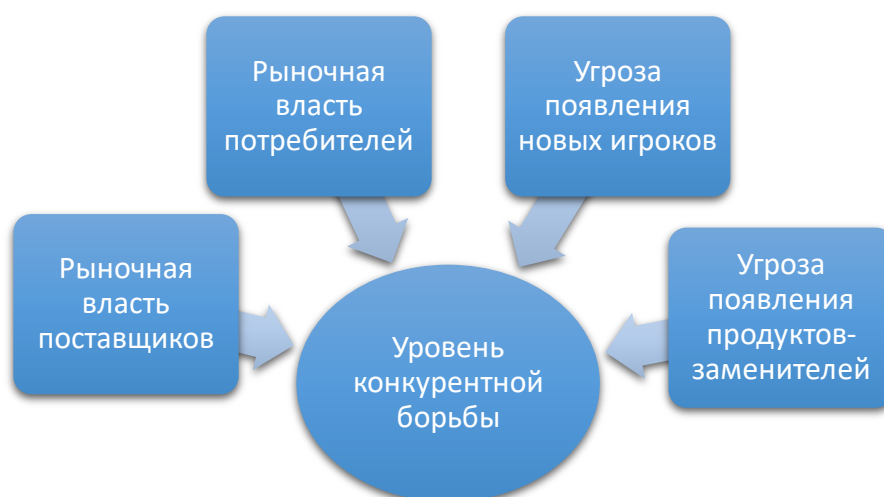 Рыночная
власть
потребителей
Угроза
появления
новых игроков
Рыночная
власть
поставщиков
Угроза
появления
продуктов-
заменителей
Уровень
конкурентной
борьбы